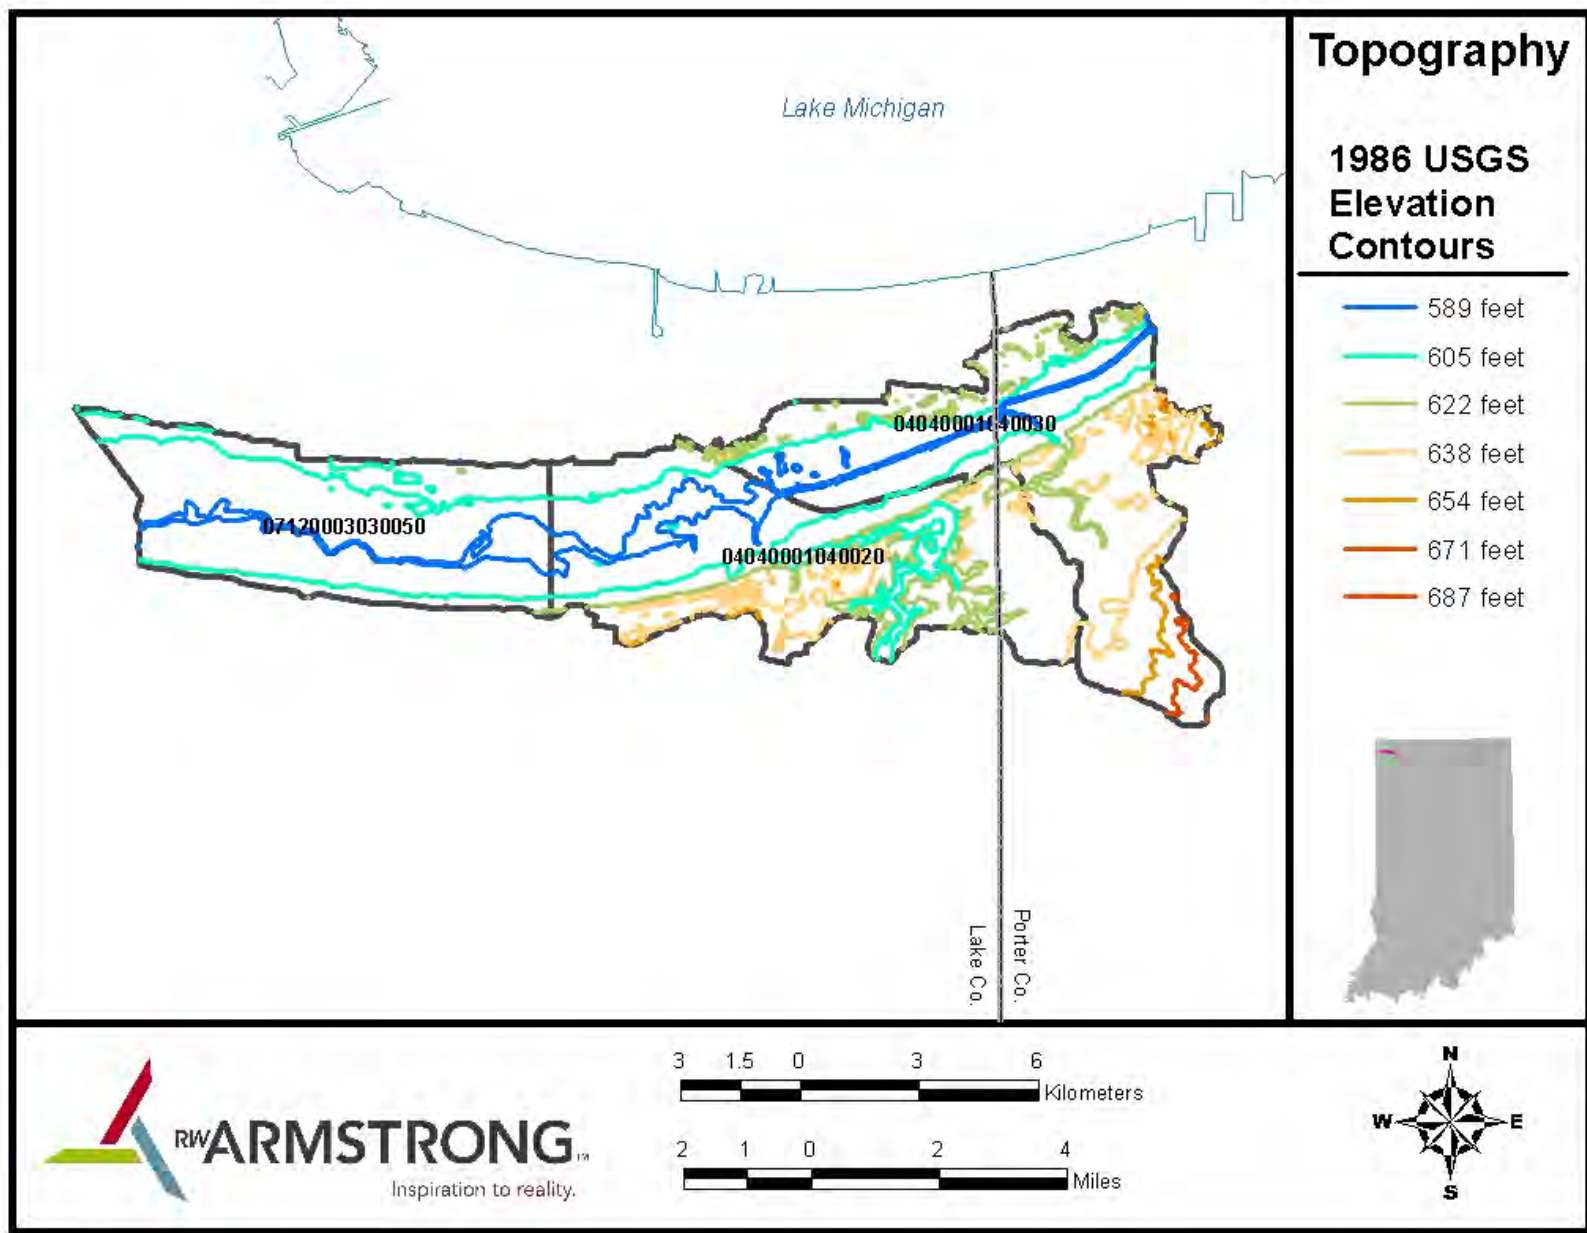 Topography
1986 USGS
Elevation
Contours
589 feet
605 feet
622 feet
638 feet
654 feet
671 feet
687 feet
Lake Michigan
04040001040030
07120003030050
04040001040020
Lake Co.
Porter Co.
RWARMSTRONG™
Inspiration to reality.
3 1.5 0 3 6
Kilometers
2 1 0 2 4
Miles
N
W E
S